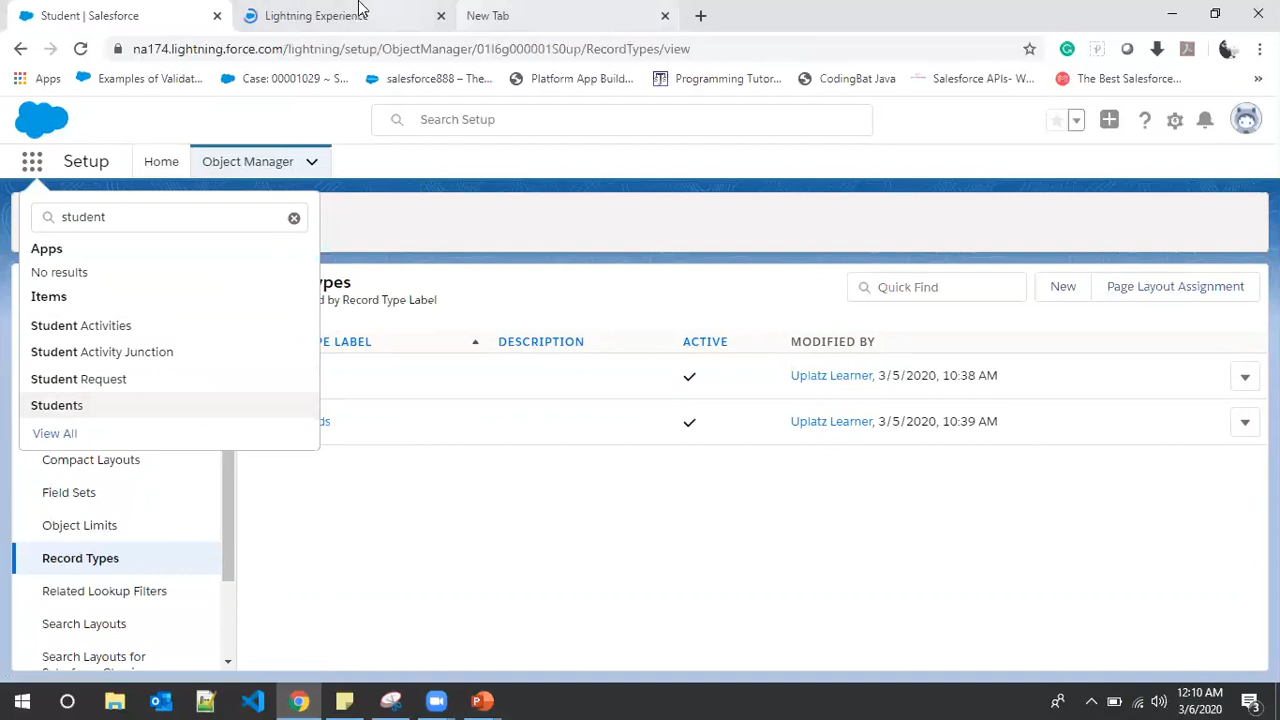 Student | Salesforce
Lightning Experience
New Tab
na174.lightning.force.com/lightning/setup/ObjectManager/01I6g000001S0up/RecordTypes/view
Apps
Examples of Validat...
Case: 00001029 ~ S...
salesforce888 – The...
Platform App Buil...
Programming Tutor...
CodingBat Java
Salesforce APIs- W...
The Best Salesforce...
Search Setup
Setup
Home
Object Manager
student
Apps
No results
Items
Student Activities
Student Activity Junction
Student Request
Students
View All
ypes
d by Record Type Label
Quick Find
New
Page Layout Assignment
PE LABEL
DESCRIPTION
ACTIVE
MODIFIED BY
Uplatz Learner, 3/5/2020, 10:38 AM
ds
Uplatz Learner, 3/5/2020, 10:39 AM
Compact Layouts
Field Sets
Object Limits
Record Types
Related Lookup Filters
Search Layouts
Search Layouts for
12:10 AM
3/6/2020
3